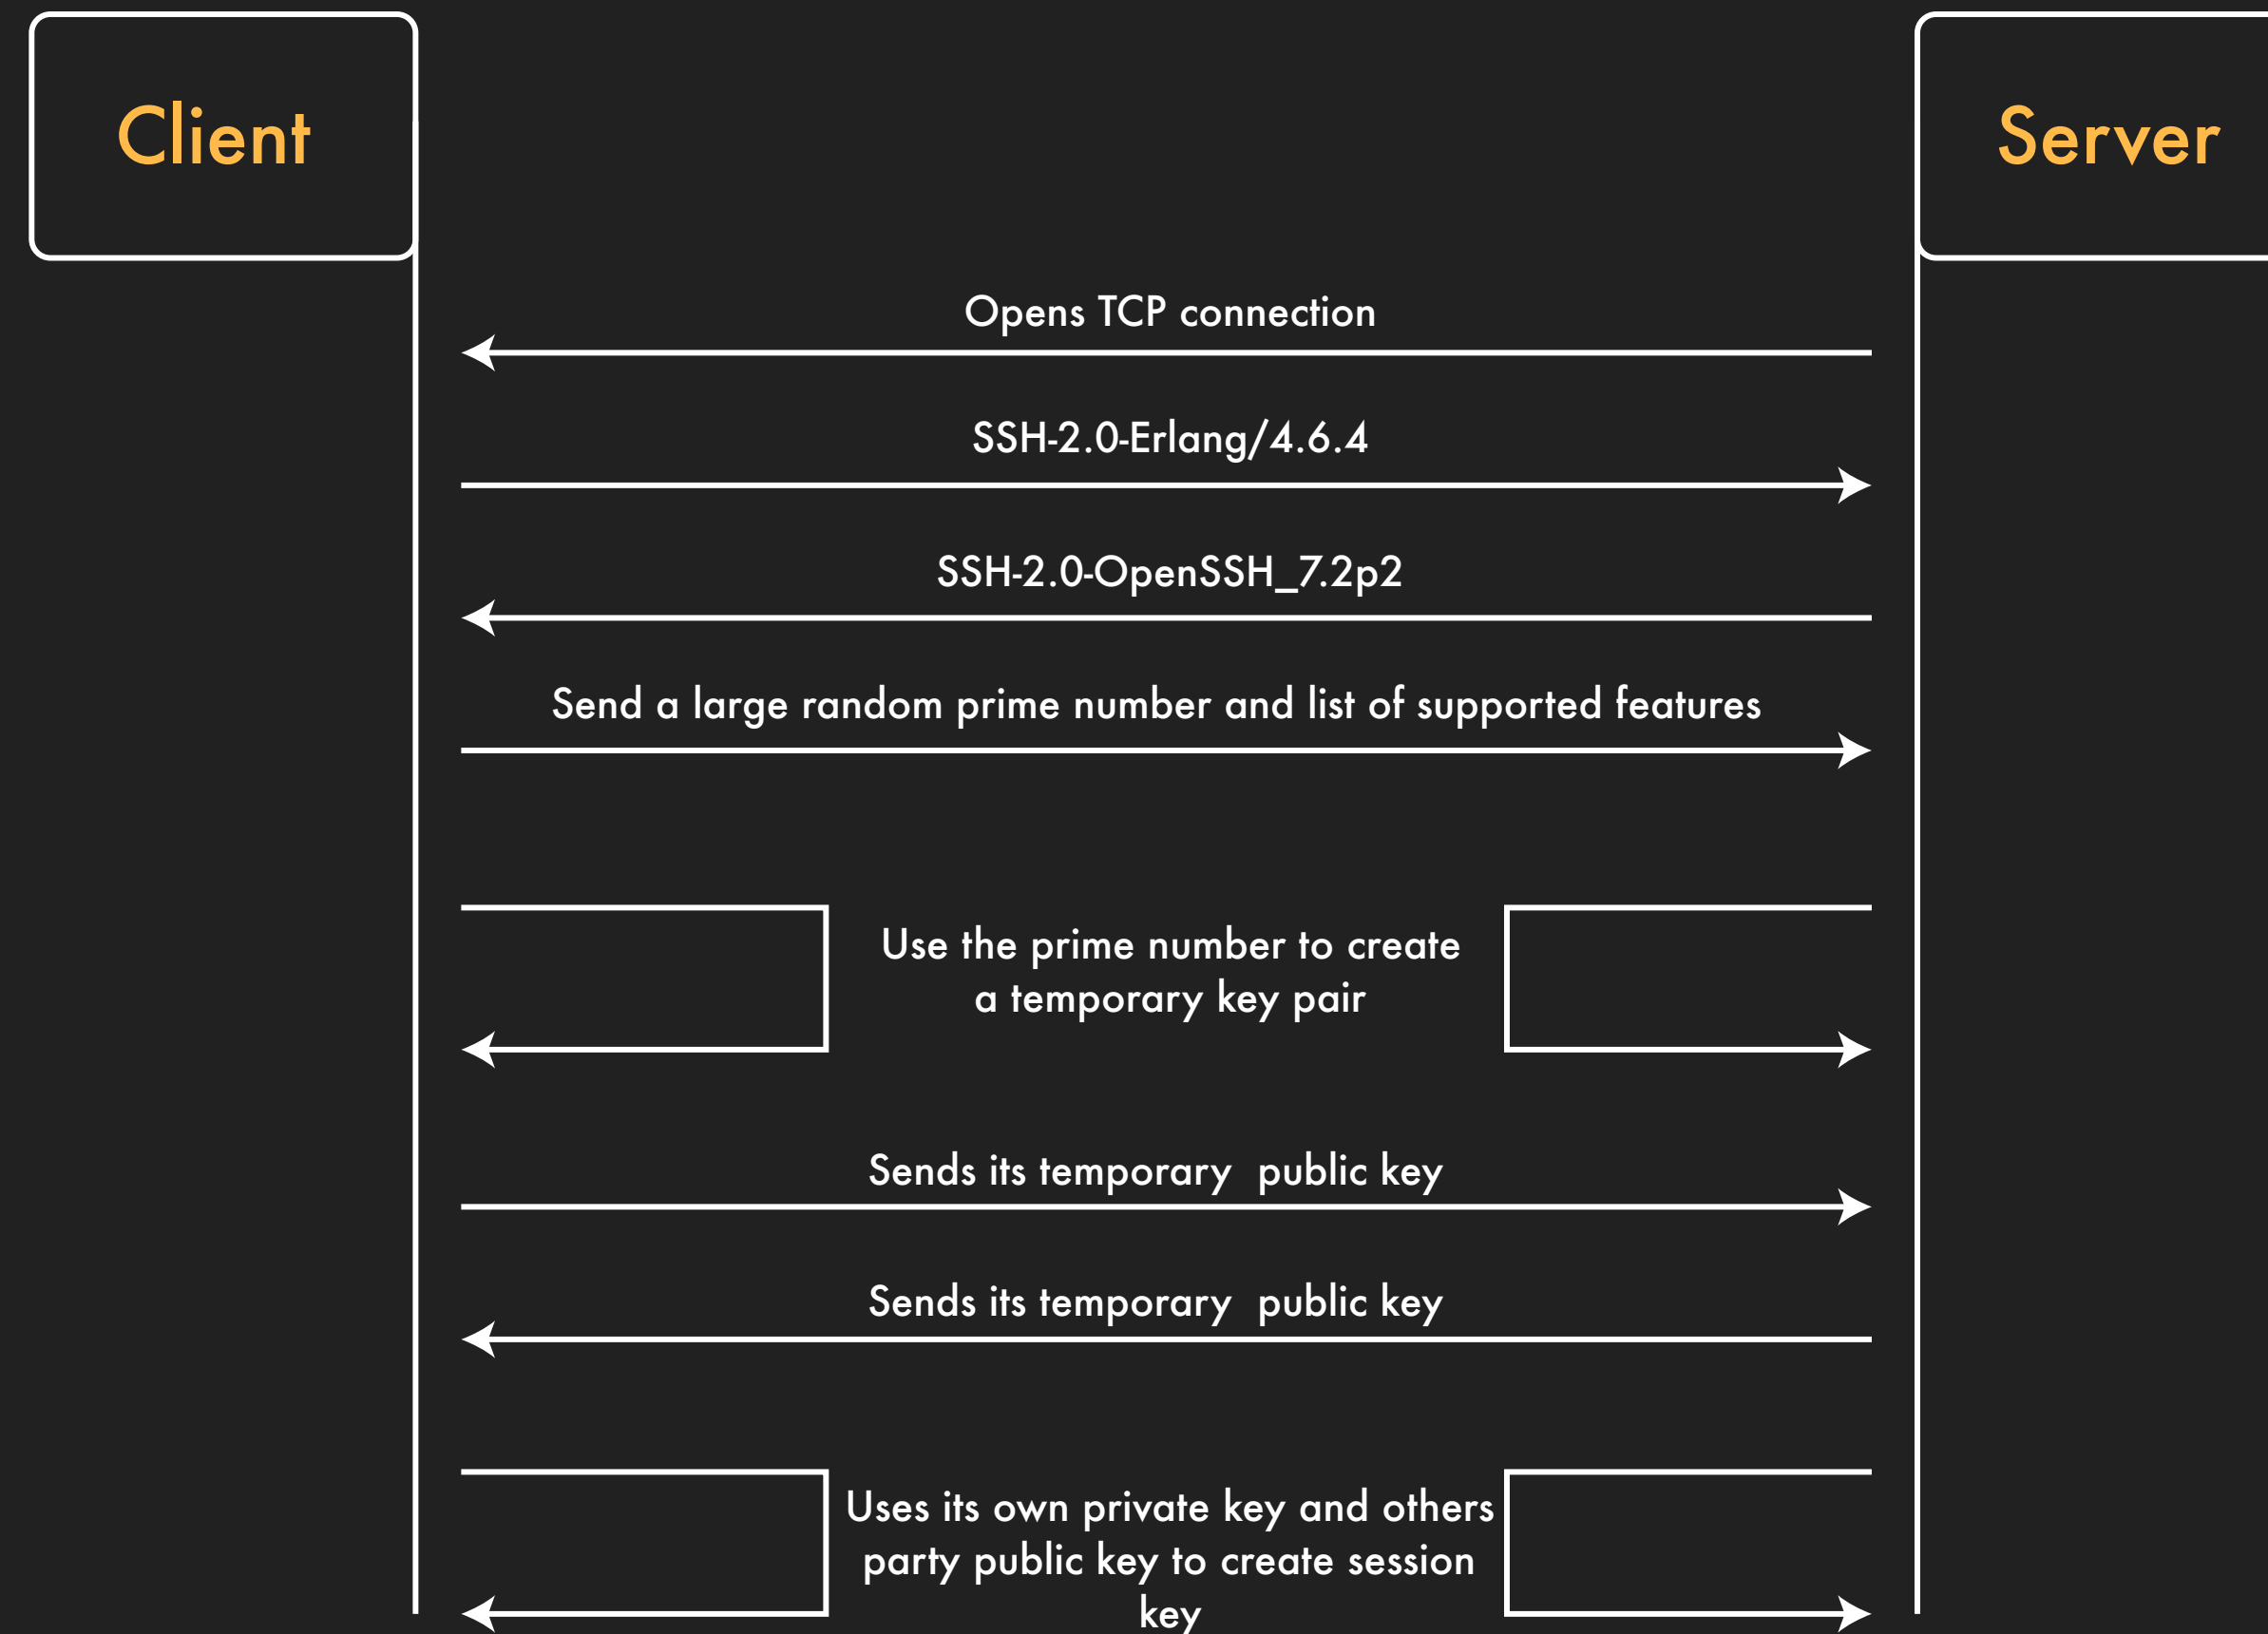 Client
Server
Opens TCP connection
SSH-2.0-Erlang/4.6.4
SSH-2.0-OpenSSH_7.2p2
Send a large random prime number and list of supported features
Use the prime number to create
a temporary key pair
Sends its temporary public key
Sends its temporary public key
Uses its own private key and others
party public key to create session
key